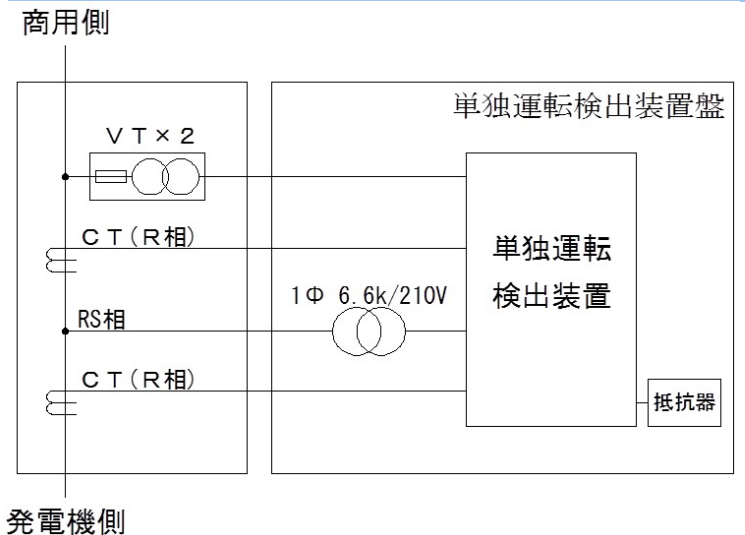 商用側
単独運転検出装置盤
VT×2
CT(R相)
単独運転
検出装置
1Φ 6.6k/210V
RS相
CT(R相)
抵抗器
発電機側